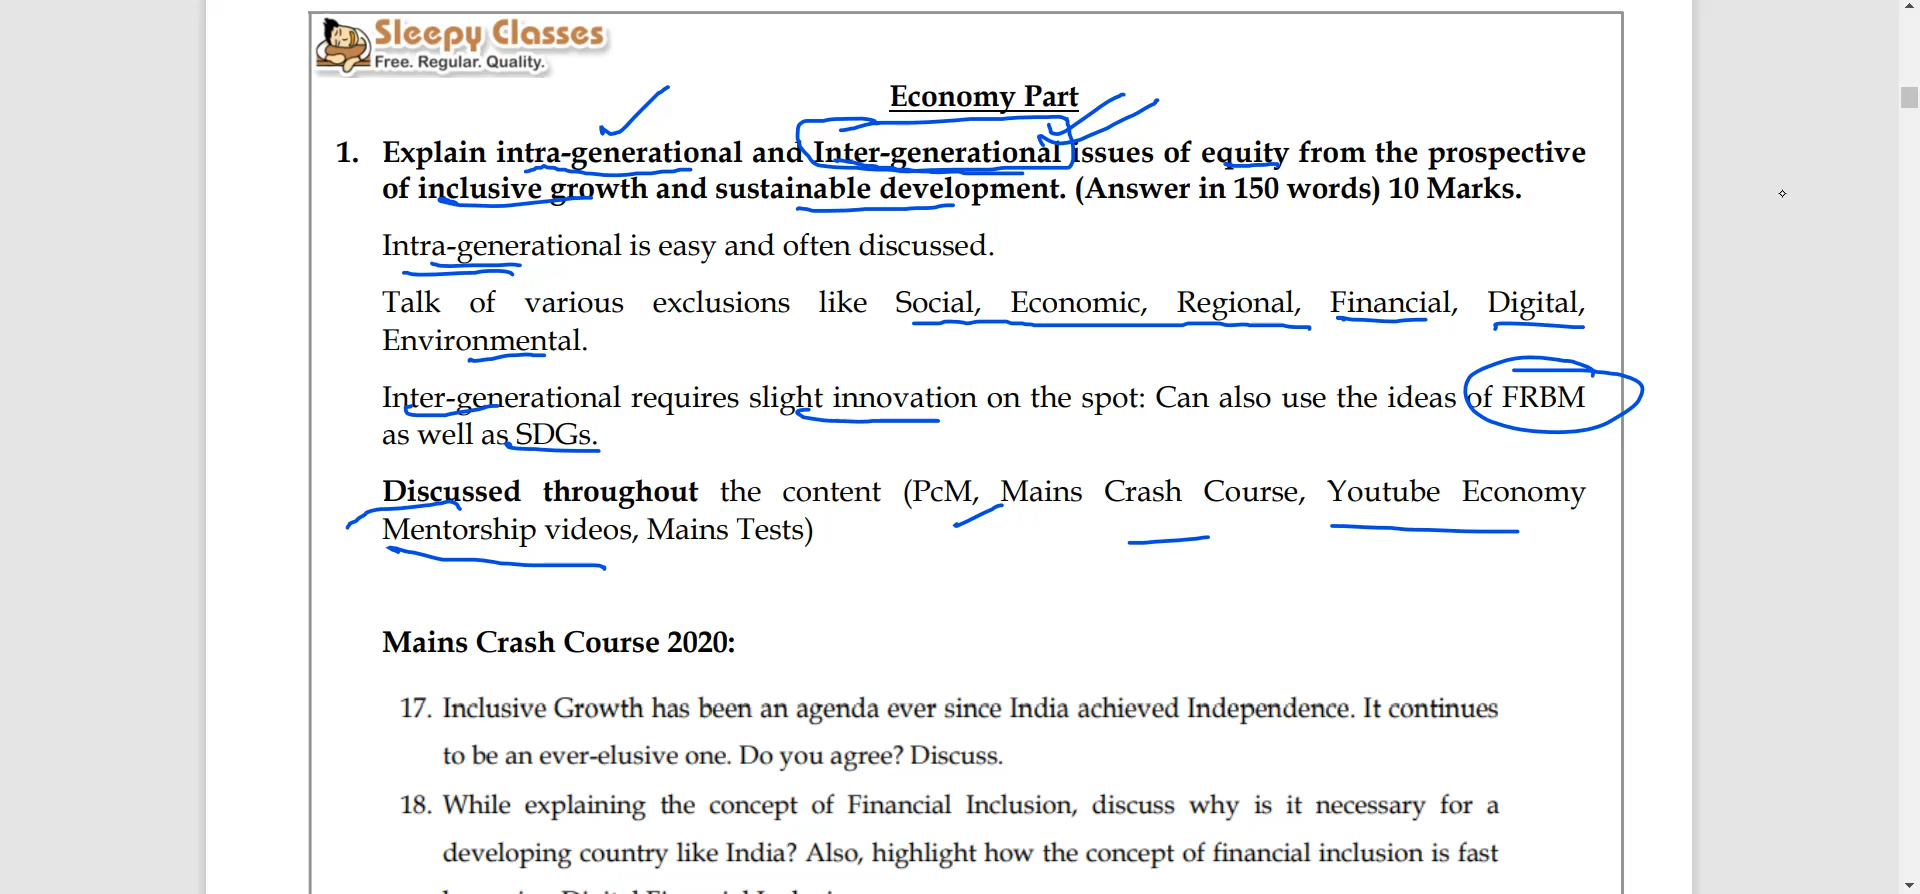 Sleepy Classes
Free. Regular. Quality.
Economy Part
1. Explain intra-generational and Inter-generational issues of equity from the prospective
of inclusive growth and sustainable development. (Answer in 150 words) 10 Marks.
Intra-generational is easy and often discussed.
Talk of various exclusions like Social, Economic, Regional, Financial, Digital,
Environmental.
Inter-generational requires slight innovation on the spot: Can also use the ideas of FRBM
as well as SDGs.
Discussed throughout the content (PcM, Mains Crash Course, Youtube Economy
Mentorship videos, Mains Tests)
Mains Crash Course 2020:
17. Inclusive Growth has been an agenda ever since India achieved Independence. It continues
to be an ever-elusive one. Do you agree? Discuss.
18. While explaining the concept of Financial Inclusion, discuss why is it necessary for a
developing country like India? Also, highlight how the concept of financial inclusion is fast